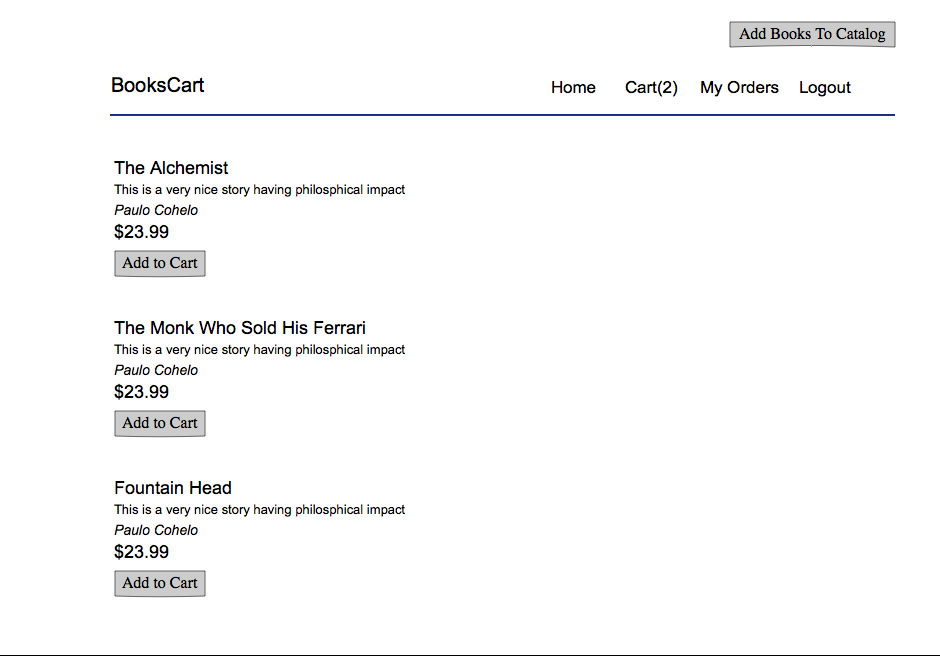 Add Books To Catalog
BooksCart Home Cart(2) My Orders Logout
The Alchemist
This is a very nice story having philosphical impact
Paulo Cohelo
$23.99
Add to Cart
The Monk Who Sold His Ferrari
This is a very nice story having philosphical impact
Paulo Cohelo
$23.99
Add to Cart
Fountain Head
This is a very nice story having philosphical impact
Paulo Cohelo
$23.99
Add to Cart